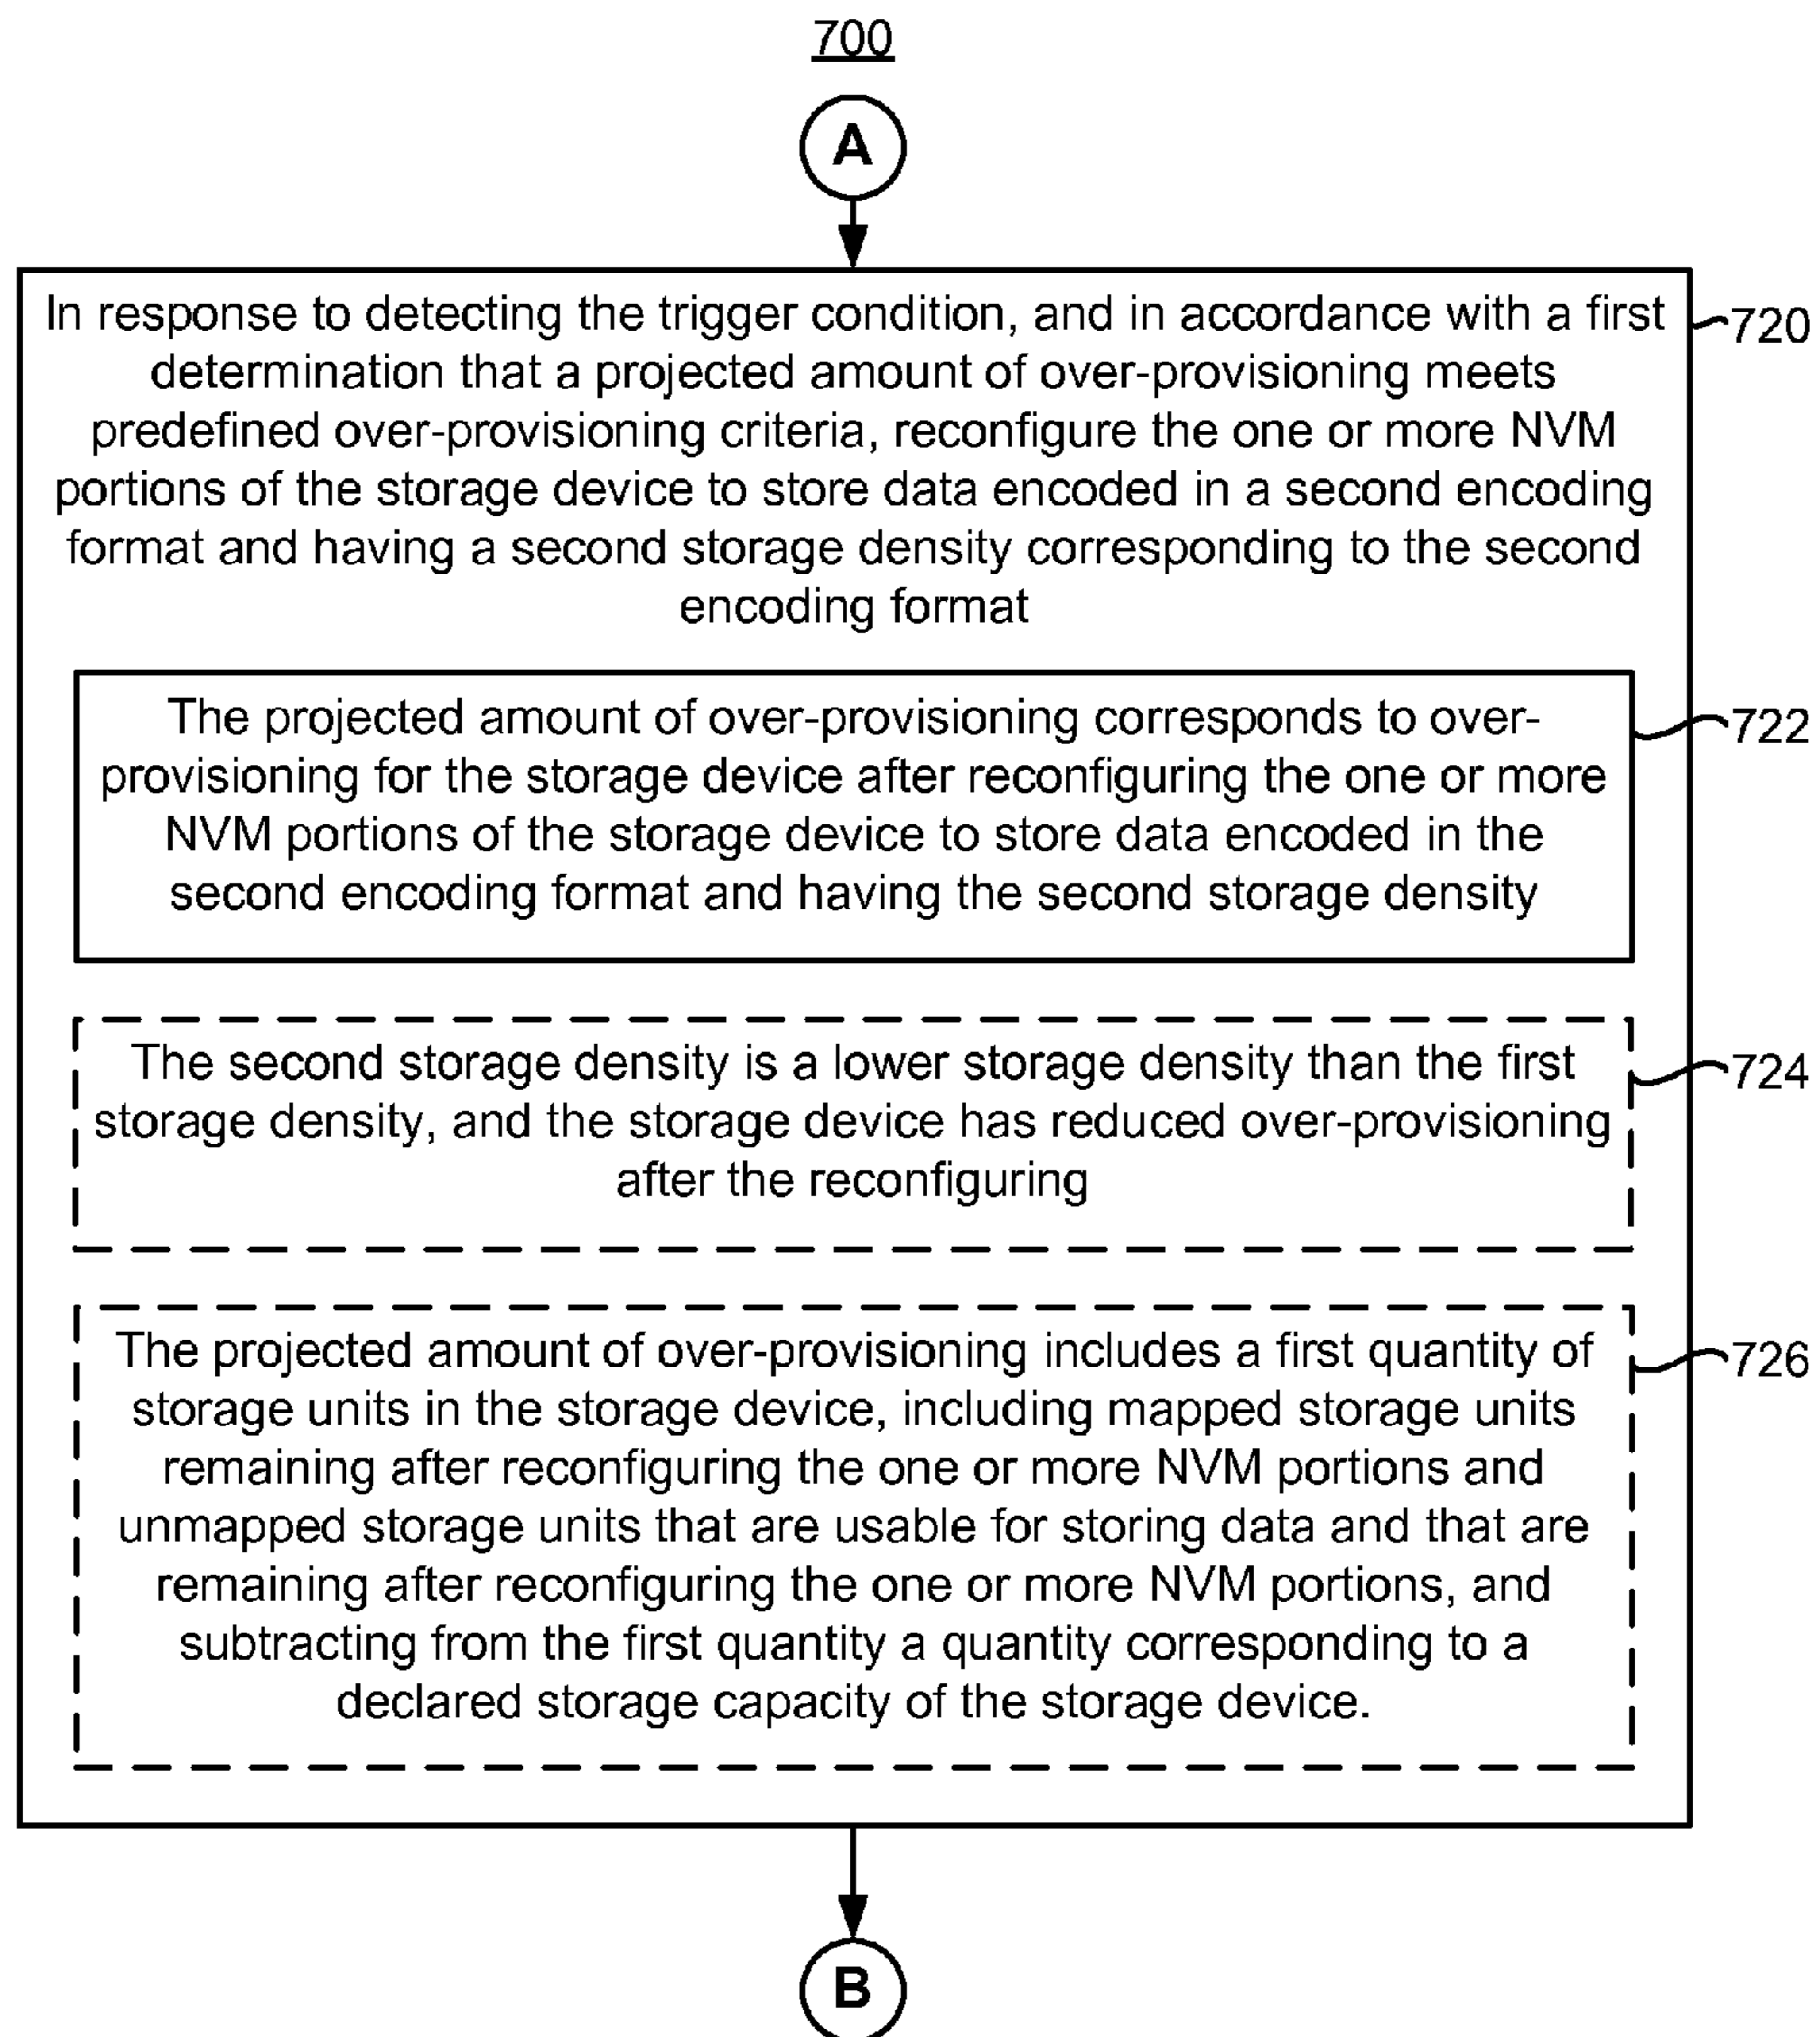 700
A
In response to detecting the trigger condition, and in accordance with a first
determination that a projected amount of over-provisioning meets
predefined over-provisioning criteria, reconfigure the one or more NVM
portions of the storage device to store data encoded in a second encoding
format and having a second storage density corresponding to the second
encoding format
720
The projected amount of over-provisioning corresponds to over-
provisioning for the storage device after reconfiguring the one or more
NVM portions of the storage device to store data encoded in the
second encoding format and having the second storage density
722
The second storage density is a lower storage density than the first
storage density, and the storage device has reduced over-provisioning
after the reconfiguring
724
The projected amount of over-provisioning includes a first quantity of
storage units in the storage device, including mapped storage units
remaining after reconfiguring the one or more NVM portions and
unmapped storage units that are usable for storing data and that are
remaining after reconfiguring the one or more NVM portions, and
subtracting from the first quantity a quantity corresponding to a
declared storage capacity of the storage device.
726
B